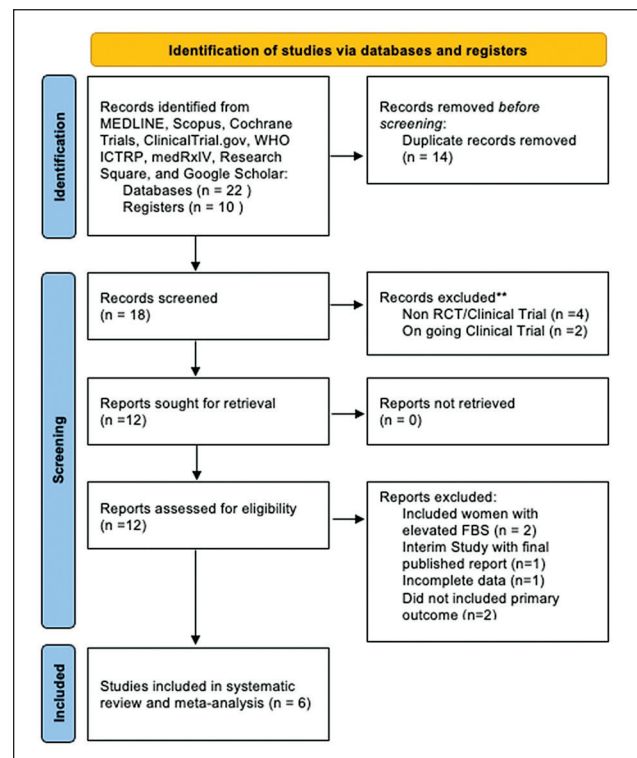 Identification of studies via databases and registers
Identification
Records identified from
MEDLINE, Scopus, Cochrane
Trials, ClinicalTrial.gov, WHO
ICTRP, medRxIV, Research
Square, and Google Scholar:
Databases (n = 22 )
Registers (n = 10 )
Records removed before
screening:
Duplicate records removed
(n = 14)
Screening
Records screened
(n = 18)
Records excluded**
Non RCT/Clinical Trial (n =4)
On going Clinical Trial (n =2)
Reports sought for retrieval
(n =12)
Reports not retrieved
(n = 0)
Reports assessed for eligibility
(n =12)
Reports excluded:
Included women with
elevated FBS (n = 2)
Interim Study with final
published report (n=1)
Incomplete data (n=1)
Did not included primary
outcome (n=2)
Included
Studies included in systematic
review and meta-analysis (n = 6)